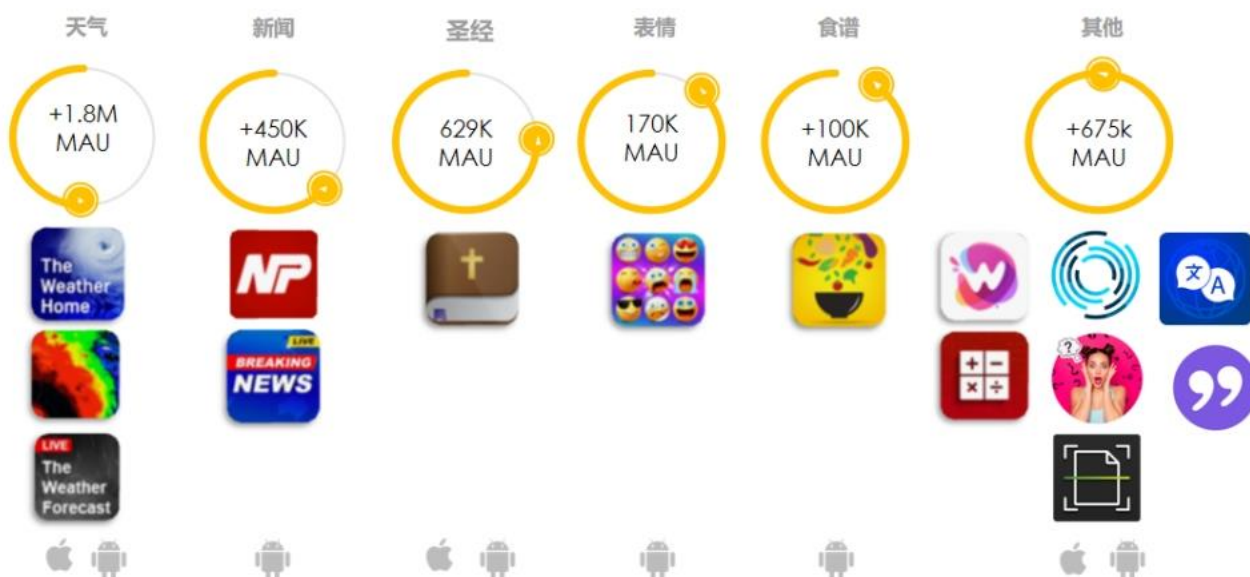 天气
新闻
圣经
表情
食谱
其他
+1.8M
MAU
+450K
MAU
629K
MAU
170K
MAU
+100K
MAU
+675k
MAU
The
Weather
Home
NP
W
文
A
LIVE
BREAKING
NEWS
+ −
× ÷
?
LIVE
The
Weather
Forecast